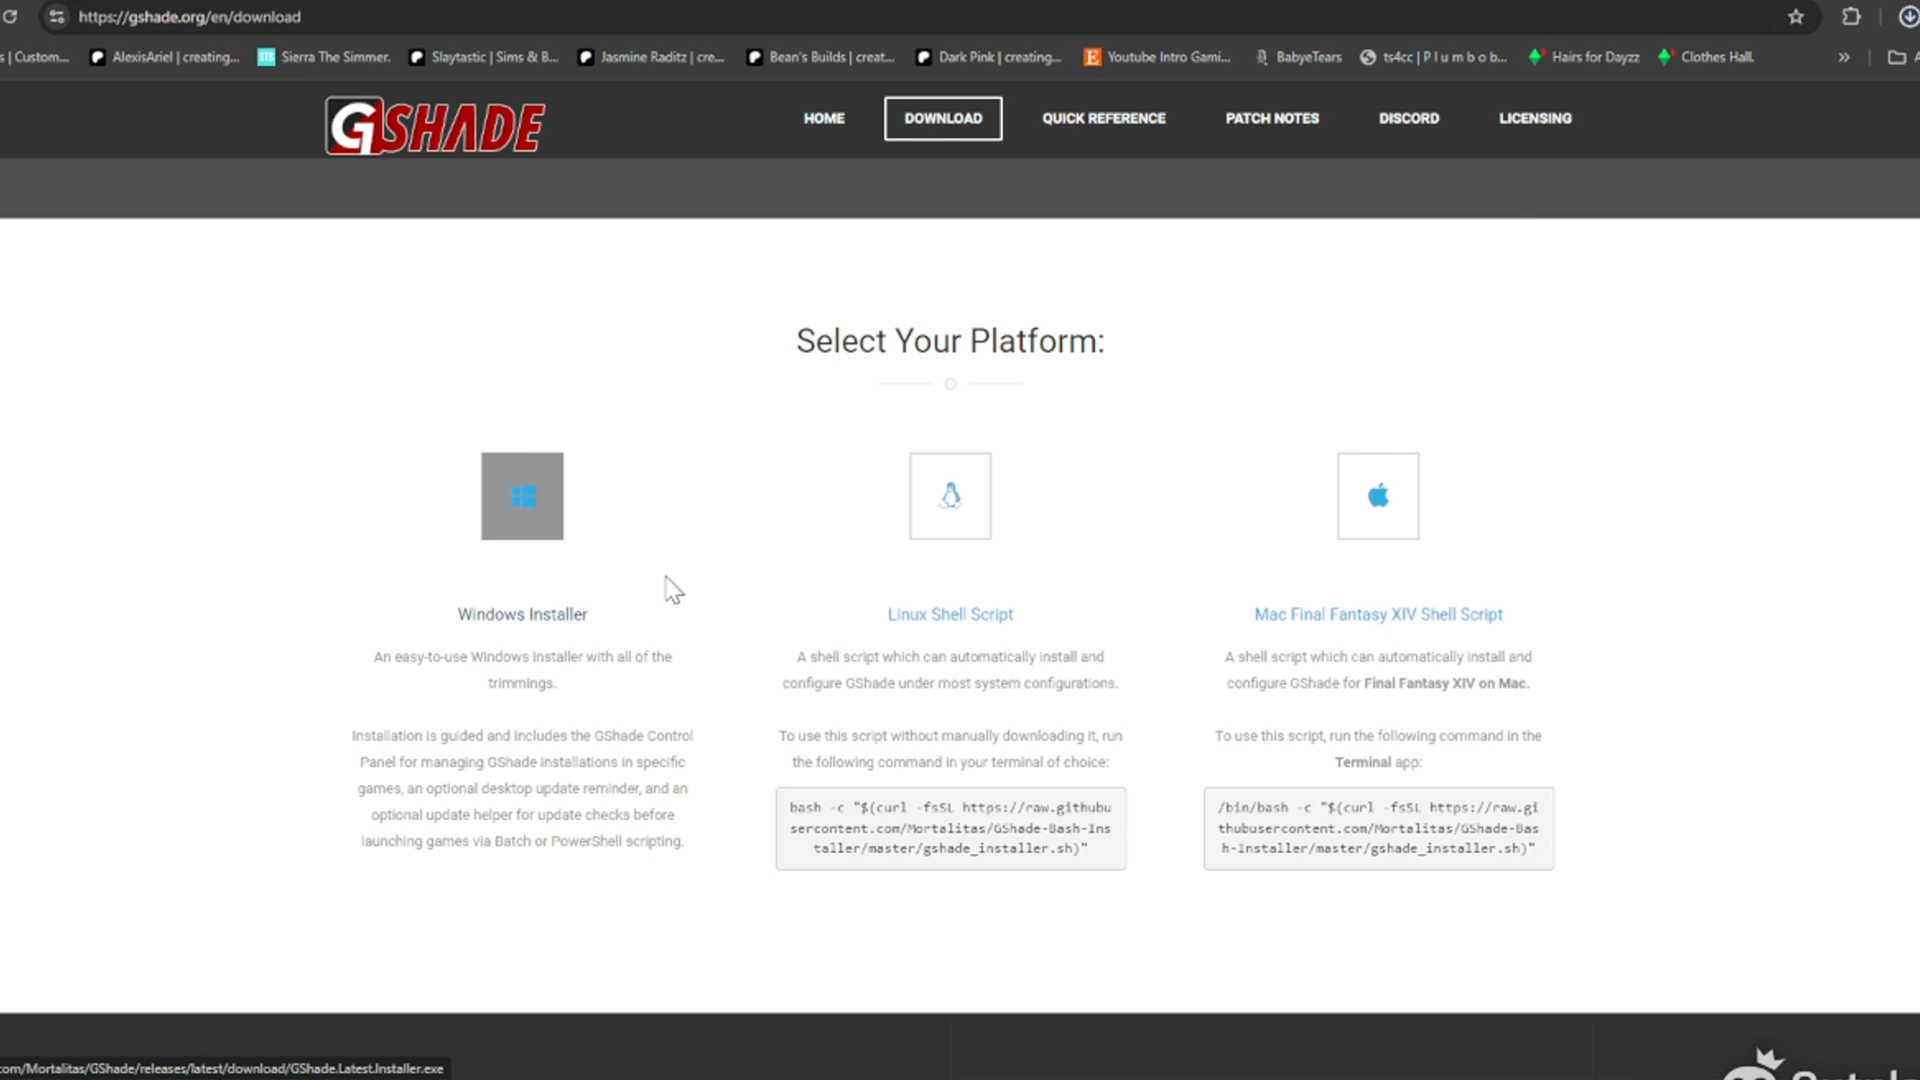 https://gshade.org/en/download
s | Custom...
AlexisAriel | creating...
Sierra The Simmer.
Slaytastic | Sims & B...
Jasmine Raditz | cre...
Bean's Builds | creat...
Dark Pink | creating...
Youtube Intro Gami...
BabyeTears
ts4cc | P l u m b o b...
Hairs for Dayzz
Clothes Hall.
GSHADE
HOME
DOWNLOAD
QUICK REFERENCE
PATCH NOTES
DISCORD
LICENSING
Select Your Platform:
Windows Installer
An easy-to-use Windows installer with all of the
trimmings.
Installation is guided and includes the GShade Control
Panel for managing GShade installations in specific
games, an optional desktop update reminder, and an
optional update helper for update checks before
launching games via Batch or PowerShell scripting.
Linux Shell Script
A shell script which can automatically install and
configure GShade under most system configurations.
To use this script without manually downloading it, run
the following command in your terminal of choice:
bash -c "$(curl -fsSL https://raw.githubu
sercontent.com/Mortalitas/GShade-Bash-Ins
taller/master/gshade_installer.sh)"
Mac Final Fantasy XIV Shell Script
A shell script which can automatically install and
configure GShade for Final Fantasy XIV on Mac.
To use this script, run the following command in the
Terminal app:
/bin/bash -c "$(curl -fsSL https://raw.gi
thubusercontent.com/Mortalitas/GShade-Bas
h-Installer/master/gshade_installer.sh)"
com/Mortalitas/GShade/releases/latest/download/GShade.Latest.Installer.exe